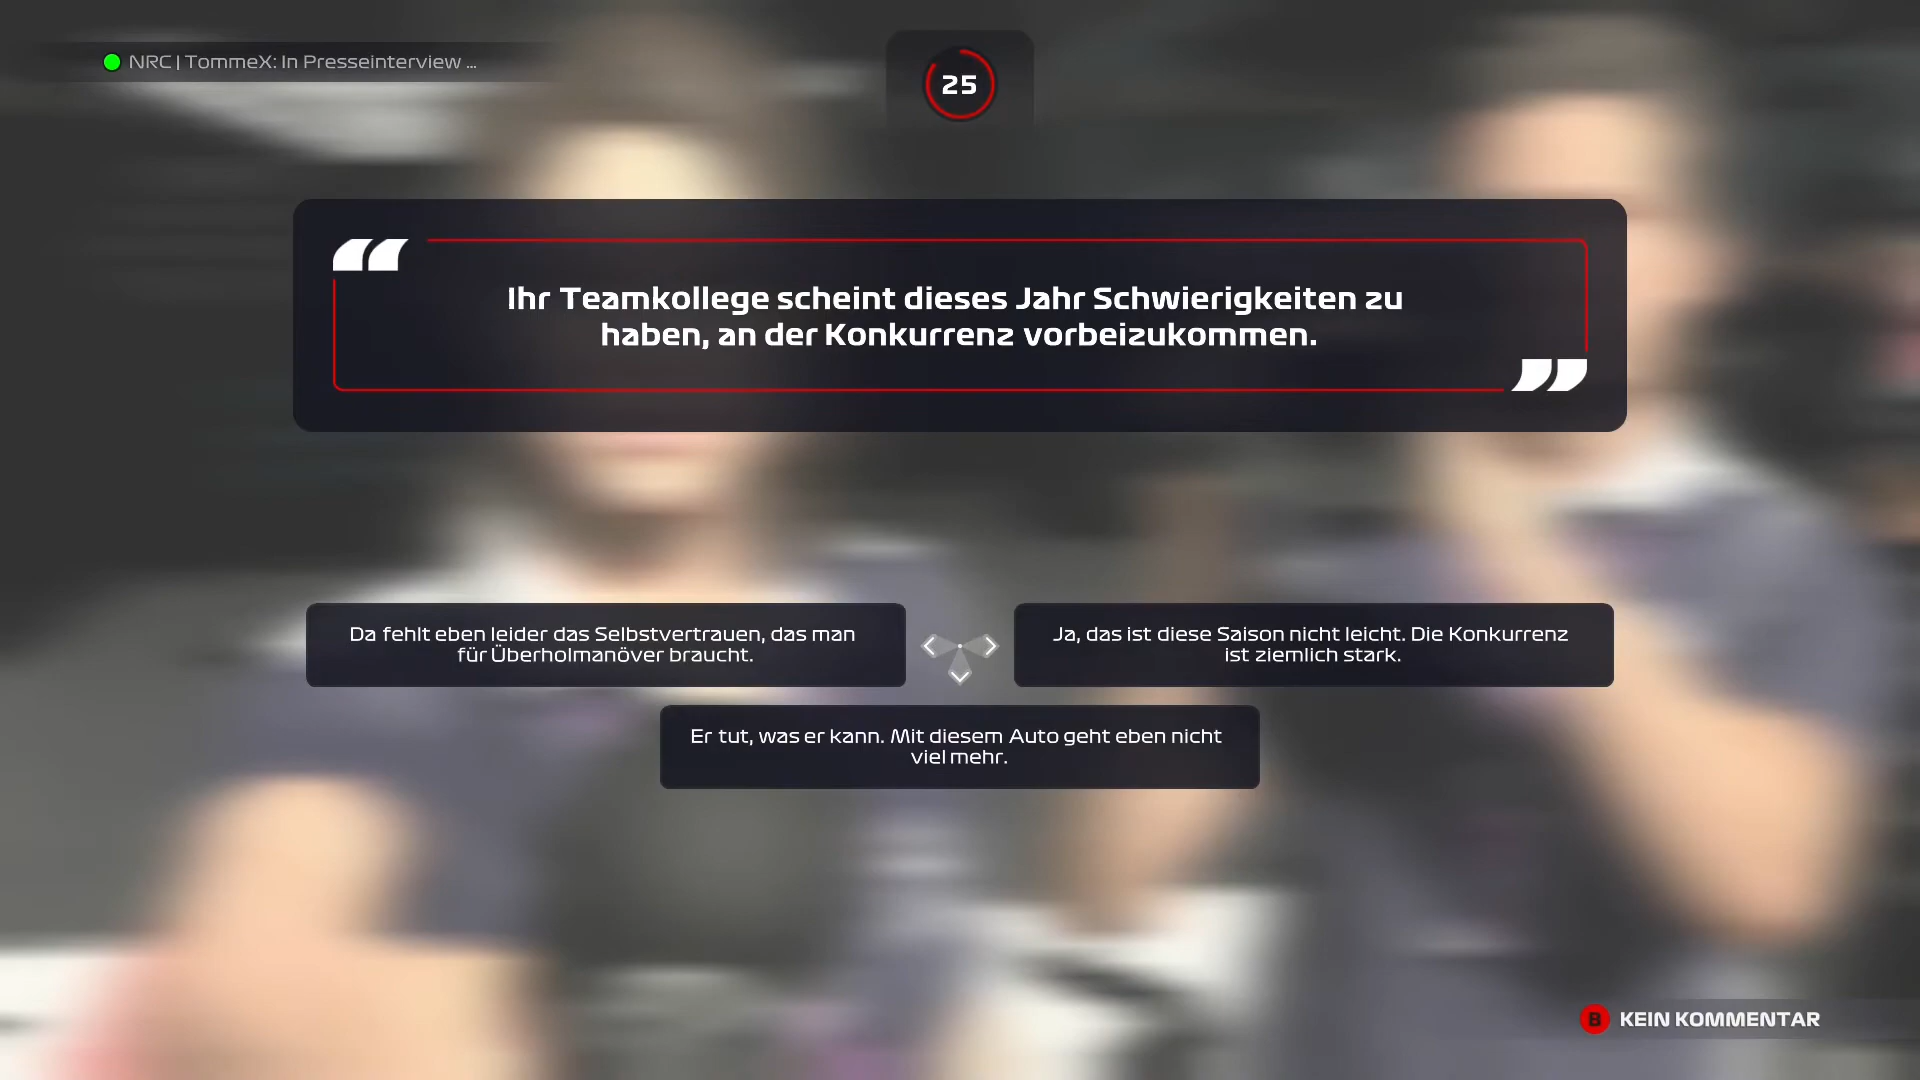 NRC | TommeX: In Presseinterview ...
25
Ihr Teamkollege scheint dieses Jahr Schwierigkeiten zu
haben, an der Konkurrenz vorbeizukommen.
Da fehlt eben leider das Selbstvertrauen, das man
für Überholmanöver braucht.
Ja, das ist diese Saison nicht leicht. Die Konkurrenz
ist ziemlich stark.
Er tut, was er kann. Mit diesem Auto geht eben nicht
viel mehr.
B KEIN KOMMENTAR